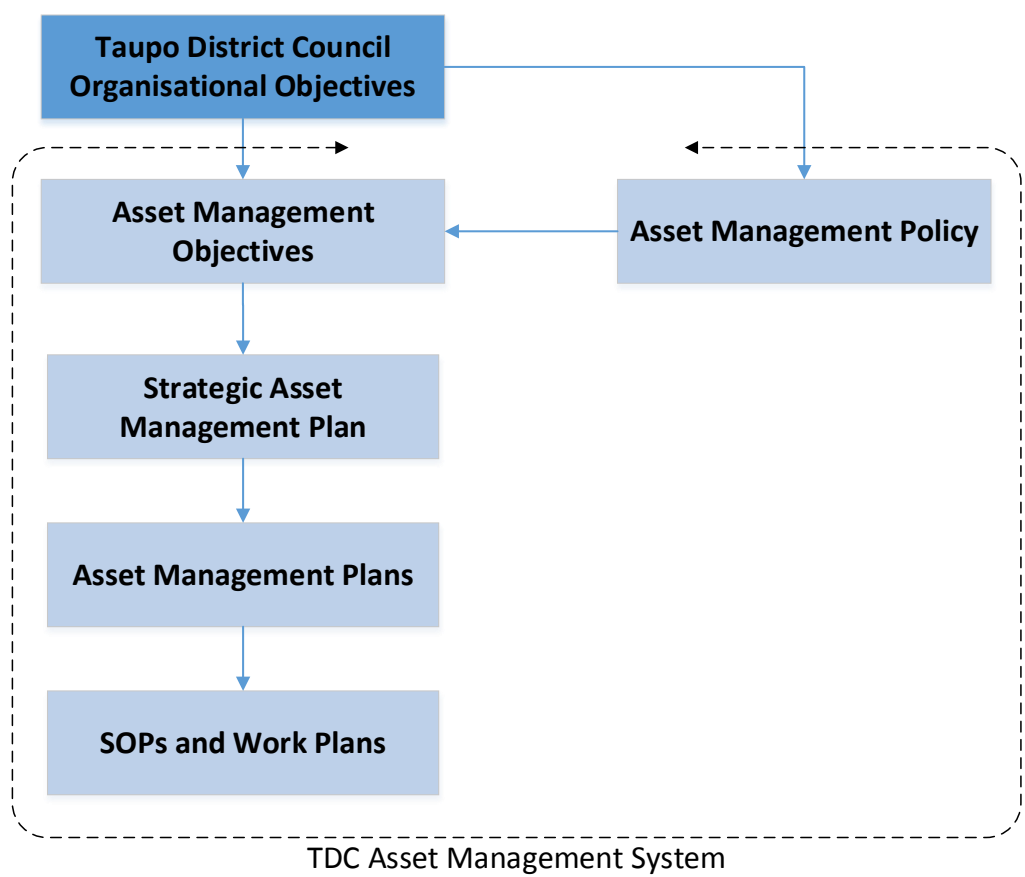 Taupo District Council
Organisational Objectives
Asset Management
Objectives
Asset Management Policy
Strategic Asset
Management Plan
Asset Management Plans
SOPs and Work Plans
TDC Asset Management System